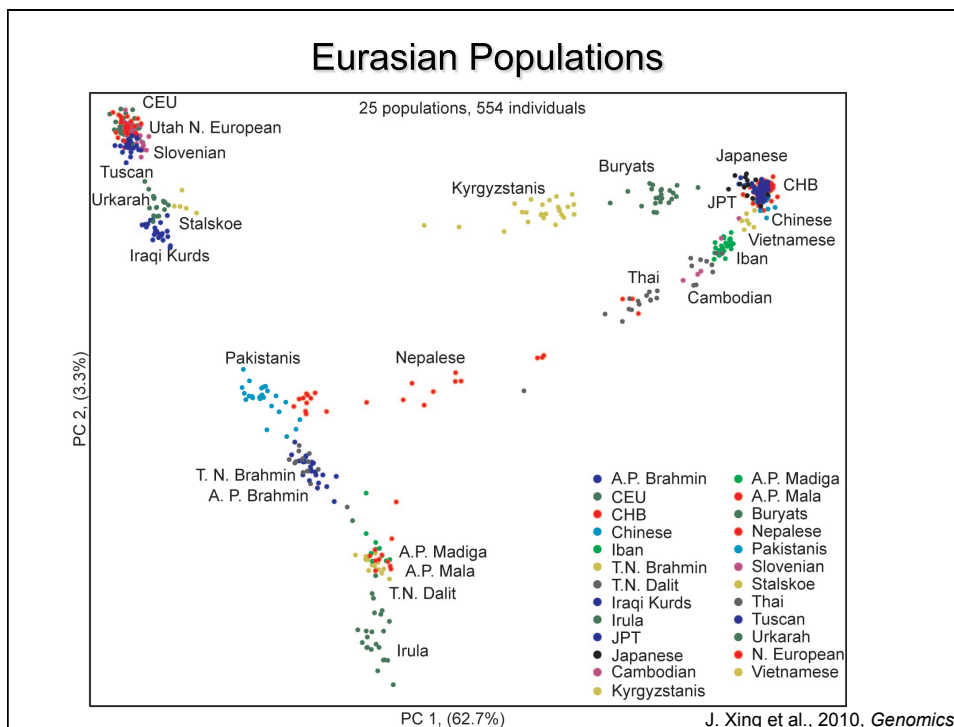 Eurasian Populations
25 populations, 554 individuals
CEU
Utah N. European
Slovenian
Tuscan
Urkarah
Stalskoe
Iraqi Kurds
Kyrgyzstanis
Buryats
Japanese
CHB
JPT
Chinese
Vietnamese
Iban
Cambodian
Thai
Pakistanis
Nepalese
T. N. Brahmin
A. P. Brahmin
A.P. Madiga
A.P. Mala
T.N. Dalit
Irula
PC 2, (3.3%)
A.P. Brahmin
CEU
CHB
Chinese
Iban
T.N. Brahmin
T.N. Dalit
Iraqi Kurds
Irula
JPT
Japanese
Cambodian
Kyrgyzstanis
A.P. Madiga
A.P. Mala
Buryats
Nepalese
Pakistanis
Slovenian
Stalskoe
Thai
Tuscan
Urkarah
N. European
Vietnamese
PC 1, (62.7%)
J. Xing et al., 2010, Genomics